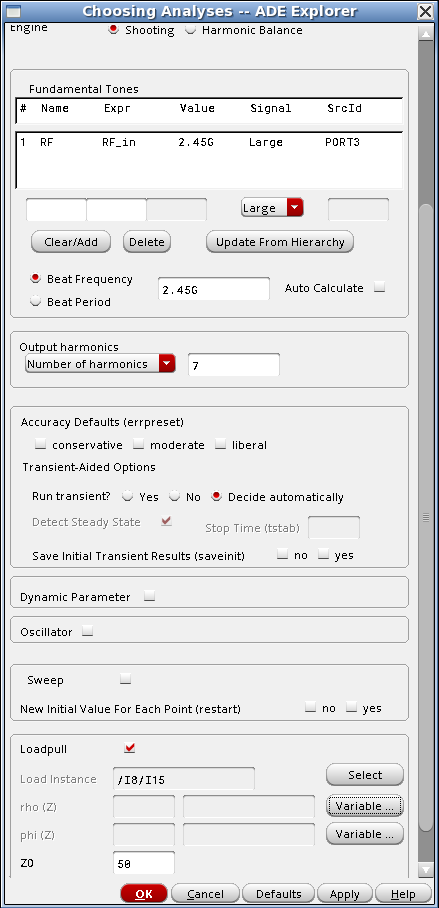 Choosing Analyses -- ADE Explorer
Engine Shooting Harmonic Balance
Fundamental Tones
# Name Expr Value Signal SrcId
1 RF RF_in 2.45G Large PORT3
Large
Clear/Add Delete Update From Hierarchy
Beat Frequency
Beat Period
2.45G Auto Calculate
Output harmonics
Number of harmonics 7
Accuracy Defaults (errpreset)
conservative moderate liberal
Transient-Aided Options
Run transient? Yes No Decide automatically
Detect Steady State Stop Time (tstab)
Save Initial Transient Results (saveinit) no yes
Dynamic Parameter
Oscillator
Sweep
New Initial Value For Each Point (restart) no yes
Loadpull
Load Instance /I8/I15 Select
rho (Z) Variable ...
phi (Z) Variable ...
Z0 50
OK Cancel Defaults Apply Help